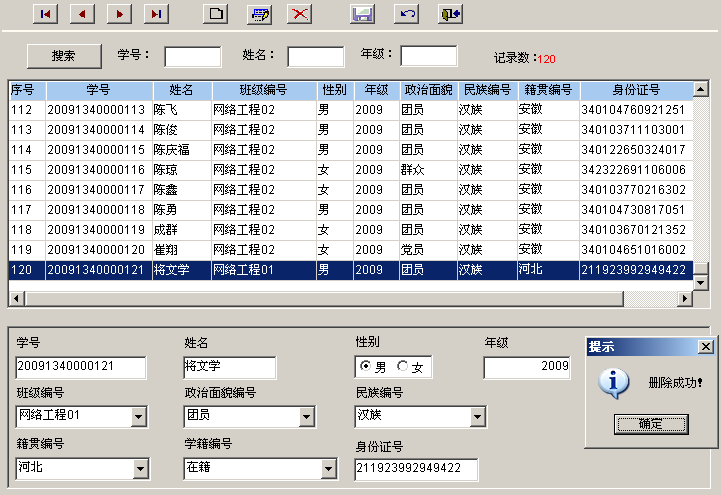 搜索 学号： 姓名： 年级： 记录数：120
序号 学号 姓名 班级编号 性别 年级 政治面貌 民族编号 籍贯编号 身份证号
112 20091340000113 陈飞 网络工程02 男 2009 团员 汉族 安徽 340104760921251
113 20091340000114 陈俊 网络工程02 男 2009 团员 汉族 安徽 340103711103001
114 20091340000115 陈庆福 网络工程02 男 2009 团员 汉族 安徽 340122650324017
115 20091340000116 陈琼 网络工程02 女 2009 群众 汉族 安徽 342322691106006
116 20091340000117 陈鑫 网络工程02 女 2009 团员 汉族 安徽 340103770216302
117 20091340000118 陈勇 网络工程02 男 2009 团员 汉族 安徽 340104730817051
118 20091340000119 成群 网络工程02 女 2009 团员 汉族 安徽 340103670121352
119 20091340000120 崔翔 网络工程02 女 2009 党员 汉族 安徽 340104651016002
120 20091340000121 将文学 网络工程01 男 2009 团员 汉族 河北 211923992949422
学号 姓名 性别 年级
20091340000121 将文学 男 女 2009
班级编号 政治面貌编号 民族编号
网络工程01 团员 汉族
籍贯编号 学籍编号 身份证号
河北 在籍 211923992949422
提示
删除成功!
确定